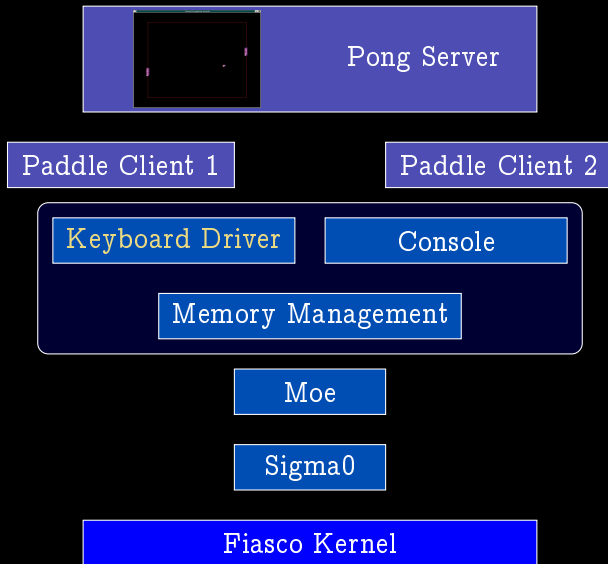 Pong Server
Paddle Client 1
Paddle Client 2
Keyboard Driver
Console
Memory Management
Moe
Sigma0
Fiasco Kernel